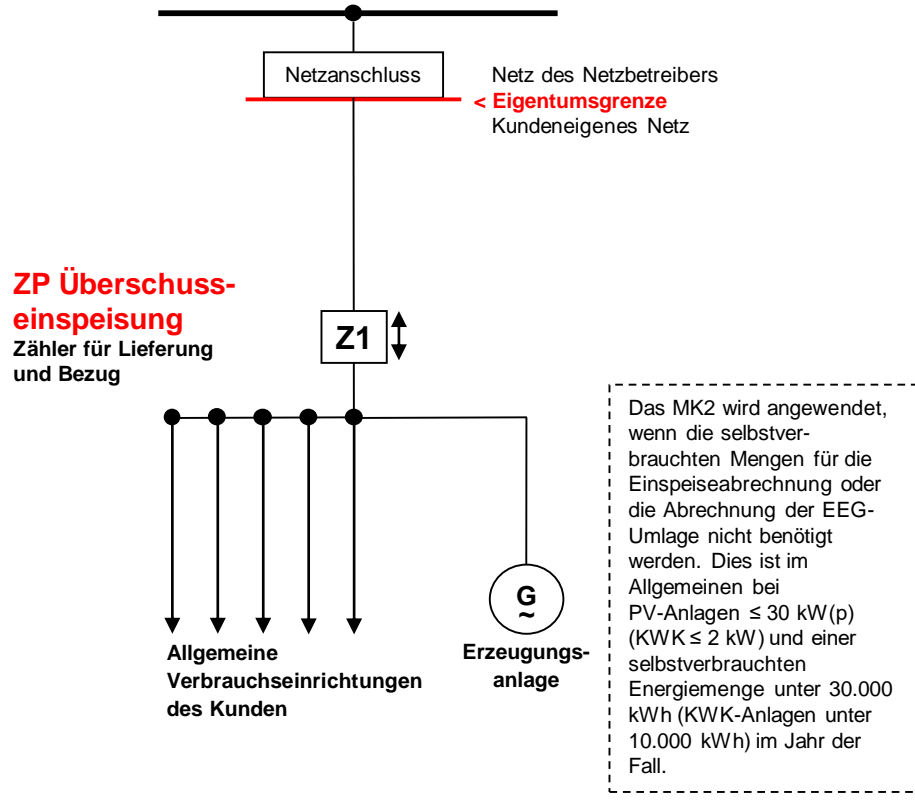 Netzanschluss
Netz des Netzbetreibers
< Eigentumsgrenze
Kundeneigenes Netz
ZP Überschuss-
einspeisung
Zähler für Lieferung
und Bezug
Z1
G
~
Allgemeine
Verbrauchseinrichtungen
des Kunden
Erzeugungs-
anlage
Das MK2 wird angewendet,
wenn die selbstver-
brauchten Mengen für die
Einspeiseabrechnung oder
die Abrechnung der EEG-
Umlage nicht benötigt
werden. Dies ist im
Allgemeinen bei
PV-Anlagen ≤ 30 kW(p)
(KWK ≤ 2 kW) und einer
selbstverbrauchten
Energiemenge unter 30.000
kWh (KWK-Anlagen unter
10.000 kWh) im Jahr der
Fall.